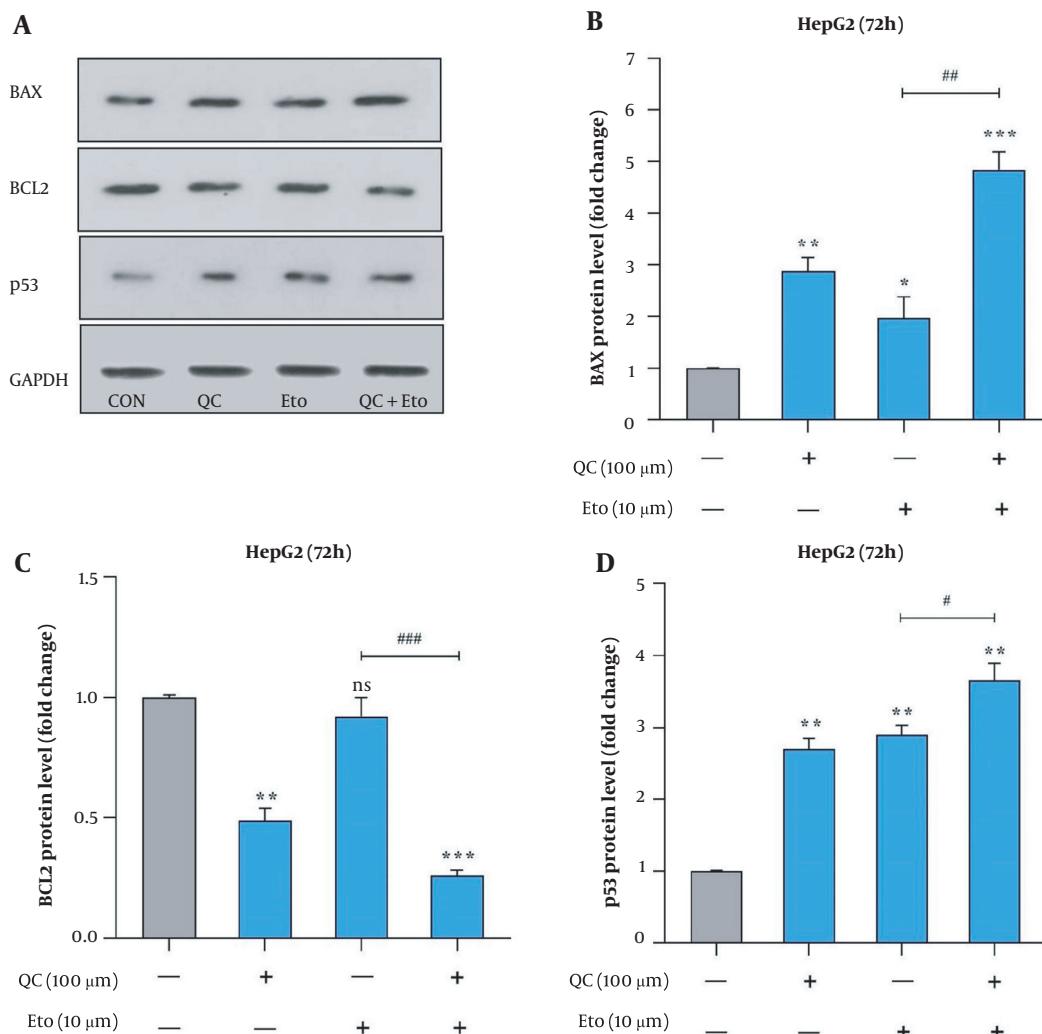 A
BAX
BCL2
p53
GAPDH
CON QC Eto QC + Eto
B
HepG2 (72h)
BAX protein level (fold change)
7
6
5
4
3
2
1
0
##
**
*
***
QC (100 μm) — + — +
Eto (10 μm) — — + +
C
HepG2 (72h)
BCL2 protein level (fold change)
1.5
1.0
0.5
0.0
###
**
ns
***
QC (100 μm) — + — +
Eto (10 μm) — — + +
D
HepG2 (72h)
p53 protein level (fold change)
5
4
3
2
1
0
#
**
**
**
QC (100 μm) — + — +
Eto (10 μm) — — + +